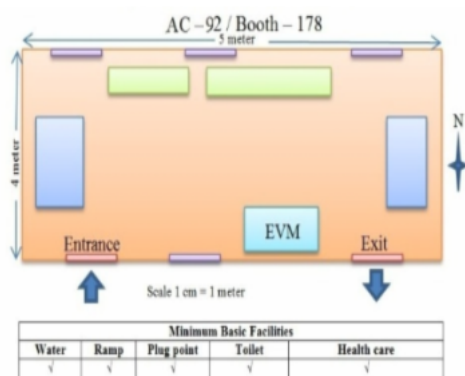 AC – 92 / Booth – 178
5 meter
4 meter
N
EVM
Entrance
Exit
Scale 1 cm = 1 meter
Minimum Basic Facilities
Water Ramp Plug point Toilet Health care
√ √ √ √ √